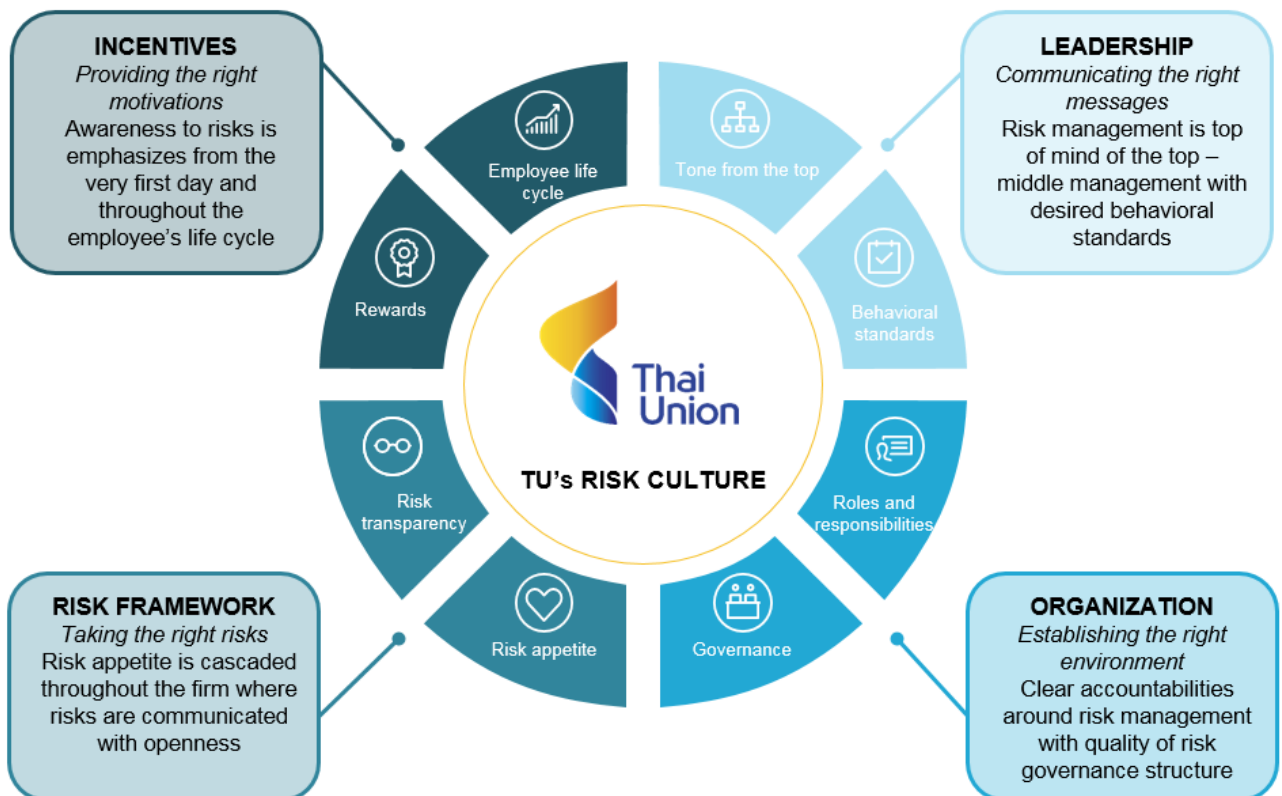 INCENTIVES
Providing the right
motivations
Awareness to risks is
emphasizes from the
very first day and
throughout the
employee's life cycle
LEADERSHIP
Communicating the right
messages
Risk management is top
of mind of the top –
middle management with
desired behavioral
standards
Employee life
cycle
Tone from the top
Rewards
Behavioral
standards
Thai
Union
TU's RISK CULTURE
Risk
transparency
Roles and
responsibilities
Risk appetite
Governance
RISK FRAMEWORK
Taking the right risks
Risk appetite is cascaded
throughout the firm where
risks are communicated
with openness
ORGANIZATION
Establishing the right
environment
Clear accountabilities
around risk management
with quality of risk
governance structure